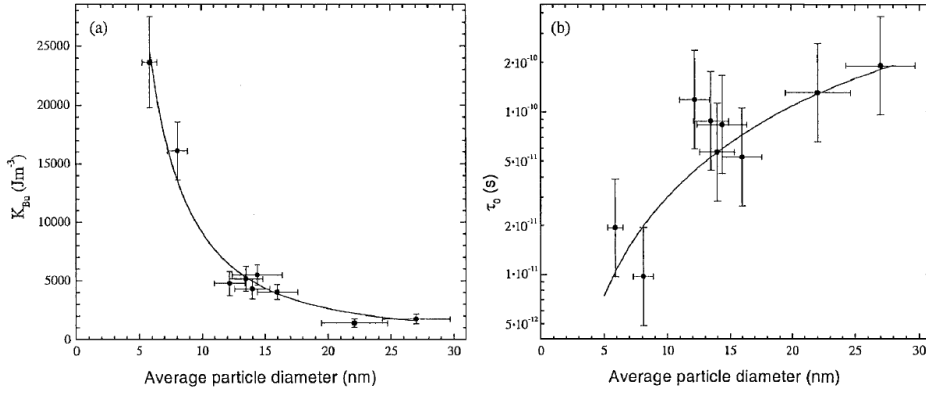 (a)
25000
20000
15000
10000
5000
0
K_Bu (Jm⁻³)
0 5 10 15 20 25 30
Average particle diameter (nm)
(b)
2·10⁻¹⁰
1·10⁻¹⁰
5·10⁻¹¹
2·10⁻¹¹
1·10⁻¹¹
5·10⁻¹²
τ₀ (s)
0 5 10 15 20 25 30
Average particle diameter (nm)